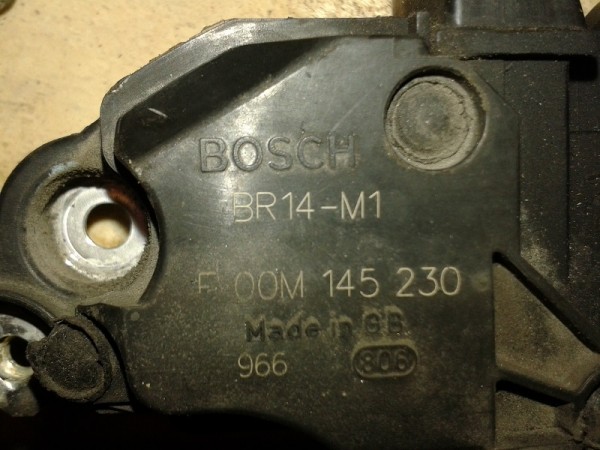 BOSCH
BR14-M1
F 00M 145 230
Made in GB
966 806